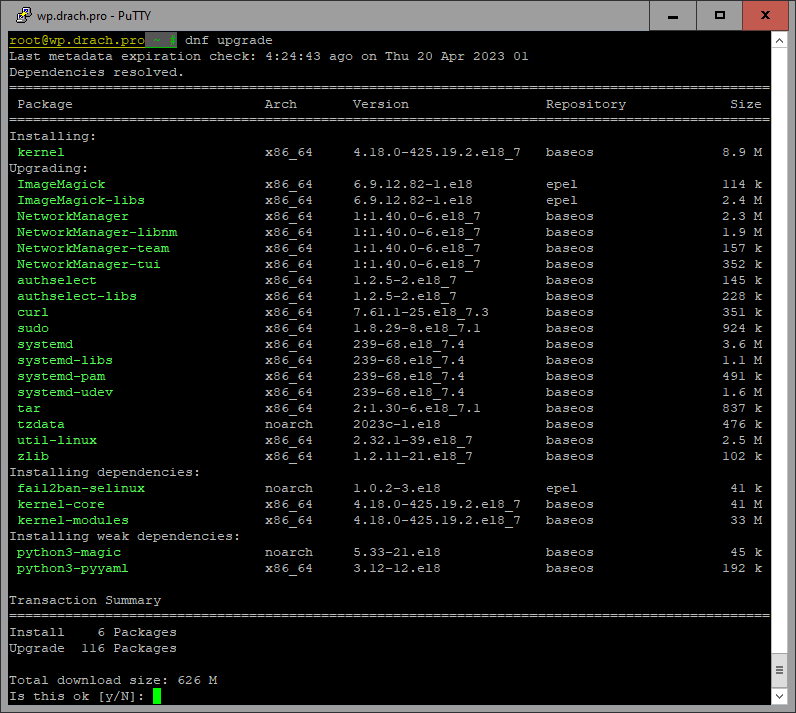 wp.drach.pro - PuTTY
root@wp.drach.pro ~ # dnf upgrade
Last metadata expiration check: 4:24:43 ago on Thu 20 Apr 2023 01
Dependencies resolved.
================================================================================
Package Arch Version Repository Size
================================================================================
Installing:
kernel x86_64 4.18.0-425.19.2.el8_7 baseos 8.9 M
Upgrading:
ImageMagick x86_64 6.9.12.82-1.el8 epel 114 k
ImageMagick-libs x86_64 6.9.12.82-1.el8 epel 2.4 M
NetworkManager x86_64 1:1.40.0-6.el8_7 baseos 2.3 M
NetworkManager-libnm x86_64 1:1.40.0-6.el8_7 baseos 1.9 M
NetworkManager-team x86_64 1:1.40.0-6.el8_7 baseos 157 k
NetworkManager-tui x86_64 1:1.40.0-6.el8_7 baseos 352 k
authselect x86_64 1.2.5-2.el8_7 baseos 145 k
authselect-libs x86_64 1.2.5-2.el8_7 baseos 228 k
curl x86_64 7.61.1-25.el8_7.3 baseos 351 k
sudo x86_64 1.8.29-8.el8_7.1 baseos 924 k
systemd x86_64 239-68.el8_7.4 baseos 3.6 M
systemd-libs x86_64 239-68.el8_7.4 baseos 1.1 M
systemd-pam x86_64 239-68.el8_7.4 baseos 491 k
systemd-udev x86_64 239-68.el8_7.4 baseos 1.6 M
tar x86_64 2:1.30-6.el8_7.1 baseos 837 k
tzdata noarch 2023c-1.el8 baseos 476 k
util-linux x86_64 2.32.1-39.el8_7 baseos 2.5 M
zlib x86_64 1.2.11-21.el8_7 baseos 102 k
Installing dependencies:
fail2ban-selinux noarch 1.0.2-3.el8 epel 41 k
kernel-core x86_64 4.18.0-425.19.2.el8_7 baseos 41 M
kernel-modules x86_64 4.18.0-425.19.2.el8_7 baseos 33 M
Installing weak dependencies:
python3-magic noarch 5.33-21.el8 baseos 45 k
python3-pyyaml x86_64 3.12-12.el8 baseos 192 k
Transaction Summary
================================================================================
Install 6 Packages
Upgrade 116 Packages
Total download size: 626 M
Is this ok [y/N]: